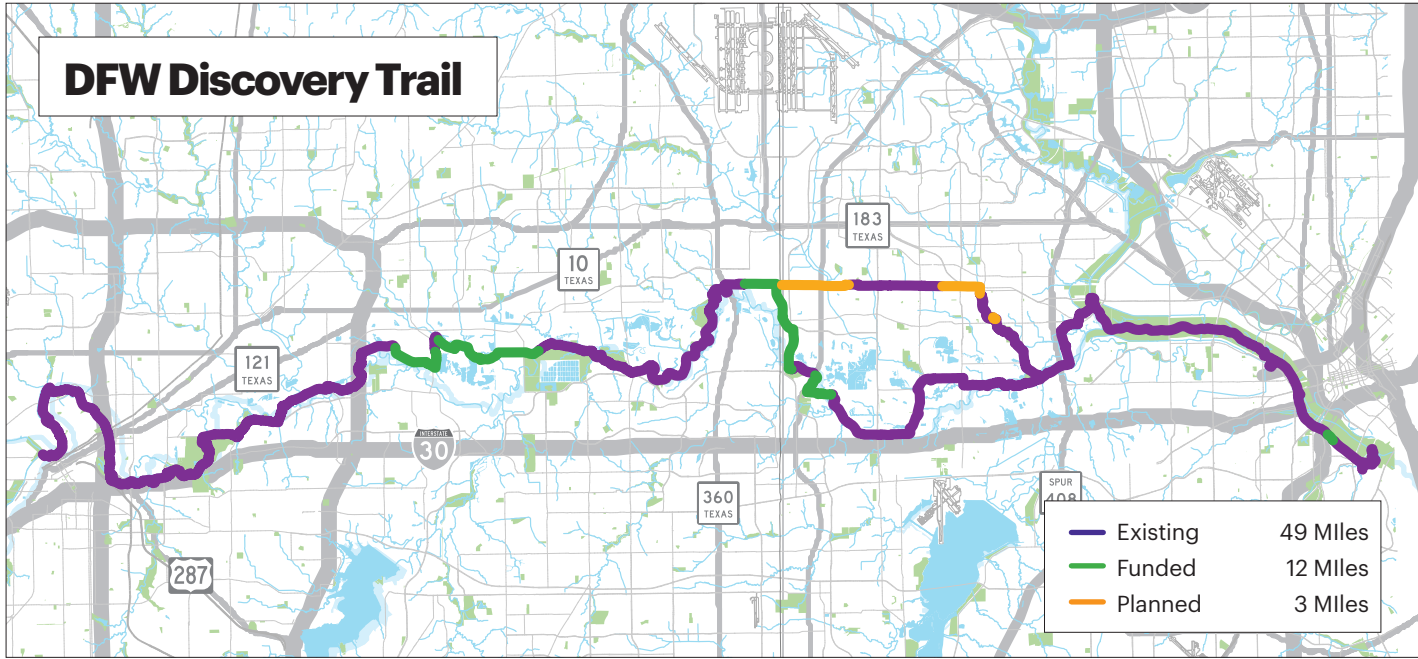 DFW Discovery Trail
183
TEXAS
10
TEXAS
121
TEXAS
INTERSTATE
30
360
TEXAS
SPUR
408
287
Existing 49 MIles
Funded 12 MIles
Planned 3 MIles